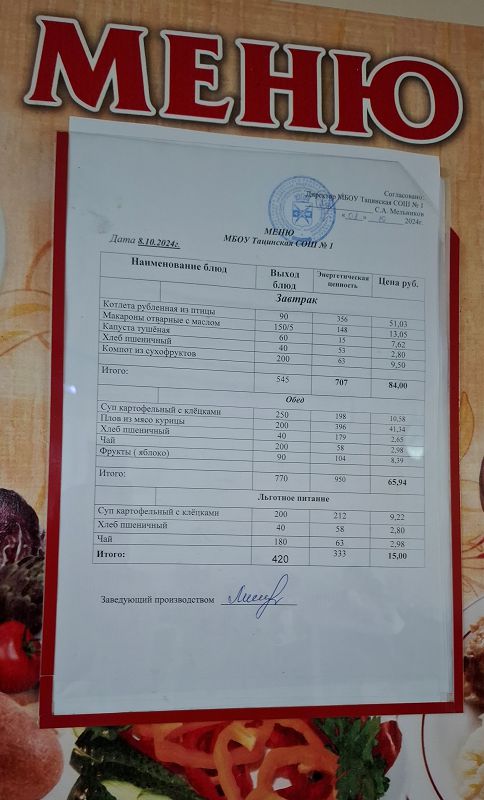 МЕНЮ
Согласовано:
Директор МБОУ Тацинская СОШ № 1
С.А. Мельников
2024г.
МЕНЮ
Дата 8.10.2024г. МБОУ Тацинская СОШ № 1
Наименование блюд Выход блюд Энергетическая ценность Цена руб.
Завтрак
Котлета рубленная из птицы 90 356 51,03
Макароны отварные с маслом 150/5 148 13,05
Капуста тушёная 60 15 7,62
Хлеб пшеничный 40 53 2,80
Компот из сухофруктов 200 63 9,50
Итого: 545 707 84,00
Обед
Суп картофельный с клёцками 250 198 10,58
Плов из мясо курицы 200 396 41,34
Хлеб пшеничный 40 179 2,65
Чай 200 58 2,98
Фрукты ( яблоко) 90 104 8,39
Итого: 770 950 65,94
Льготное питание
Суп картофельный с клёцками 200 212 9,22
Хлеб пшеничный 40 58 2,80
Чай 180 63 2,98
Итого: 420 333 15,00
Заведующий производством